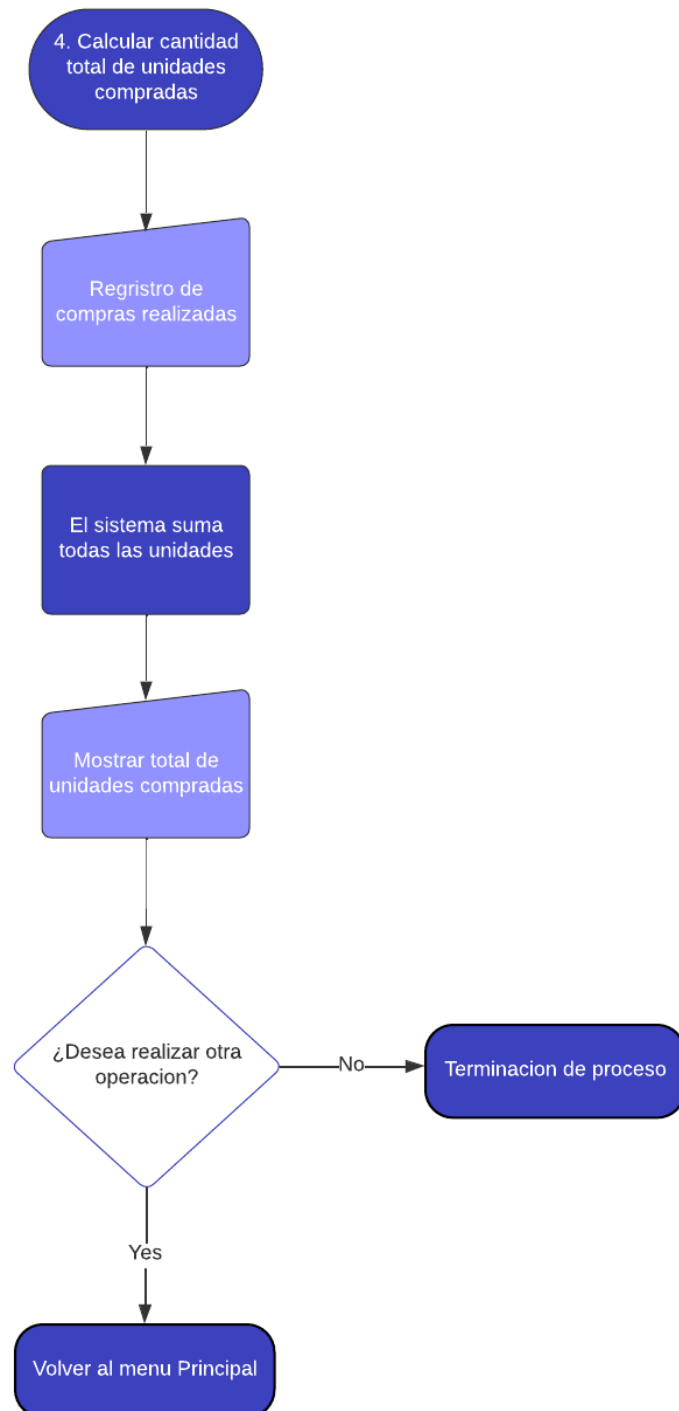 4. Calcular cantidad
total de unidades
compradas
Regristro de
compras realizadas
El sistema suma
todas las unidades
Mostrar total de
unidades compradas
¿Desea realizar otra
operacion?
No
Terminacion de proceso
Yes
Volver al menu Principal